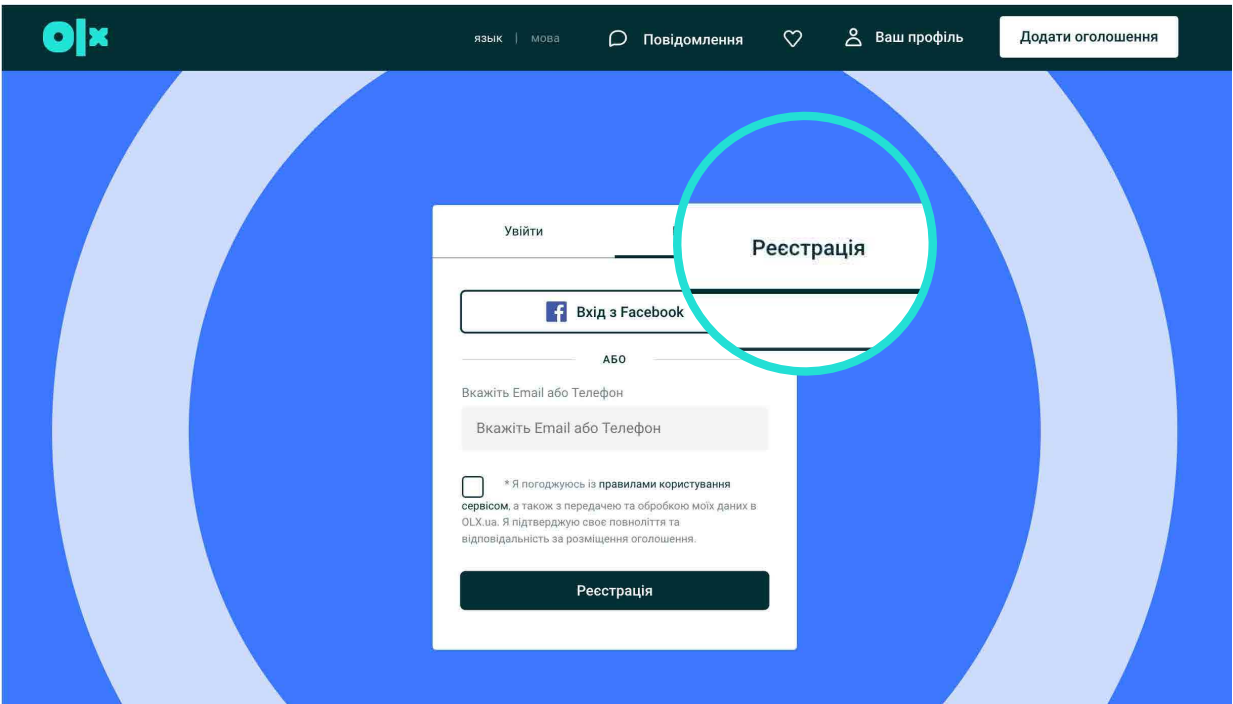 olx
язык | мова
Повідомлення
Ваш профіль
Додати оголошення
Увійти
Реєстрація
Вхід з Facebook
АБО
Вкажіть Email або Телефон
Вкажіть Email або Телефон
* Я погоджуюсь із правилами користування
сервісом, а також з передачею та обробкою моїх даних в
OLX.ua. Я підтверджую своє повноліття та
відповідальність за розміщення оголошення.
Реєстрація